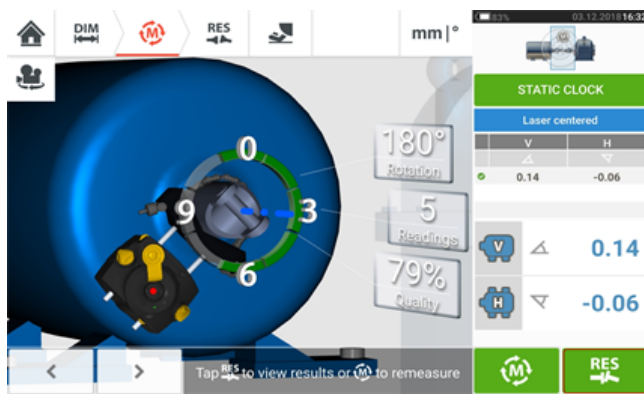 DIM
M
RES
mm|°
83%
03.12.2018 16:32
STATIC CLOCK
Laser centered
V H
0.14 -0.06
0
3
6
9
180°
Rotation
5
Readings
79%
Quality
V 0.14
H -0.06
Tap RES to view results or M to remeasure
M
RES